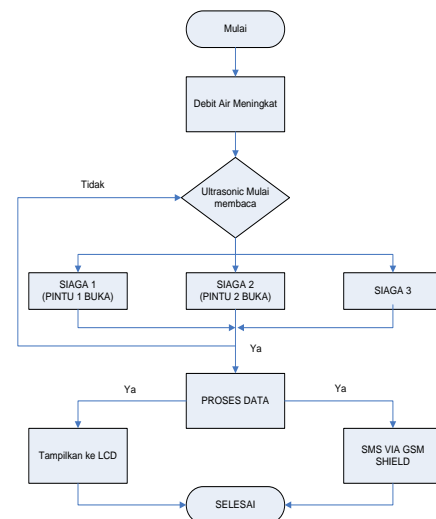 Mulai
Debit Air Meningkat
Tidak
Ultrasonic Mulai
membaca
SIAGA 1
(PINTU 1 BUKA)
SIAGA 2
(PINTU 2 BUKA)
SIAGA 3
Ya
Ya
PROSES DATA
Ya
Tampilkan ke LCD
SMS VIA GSM
SHIELD
SELESAI